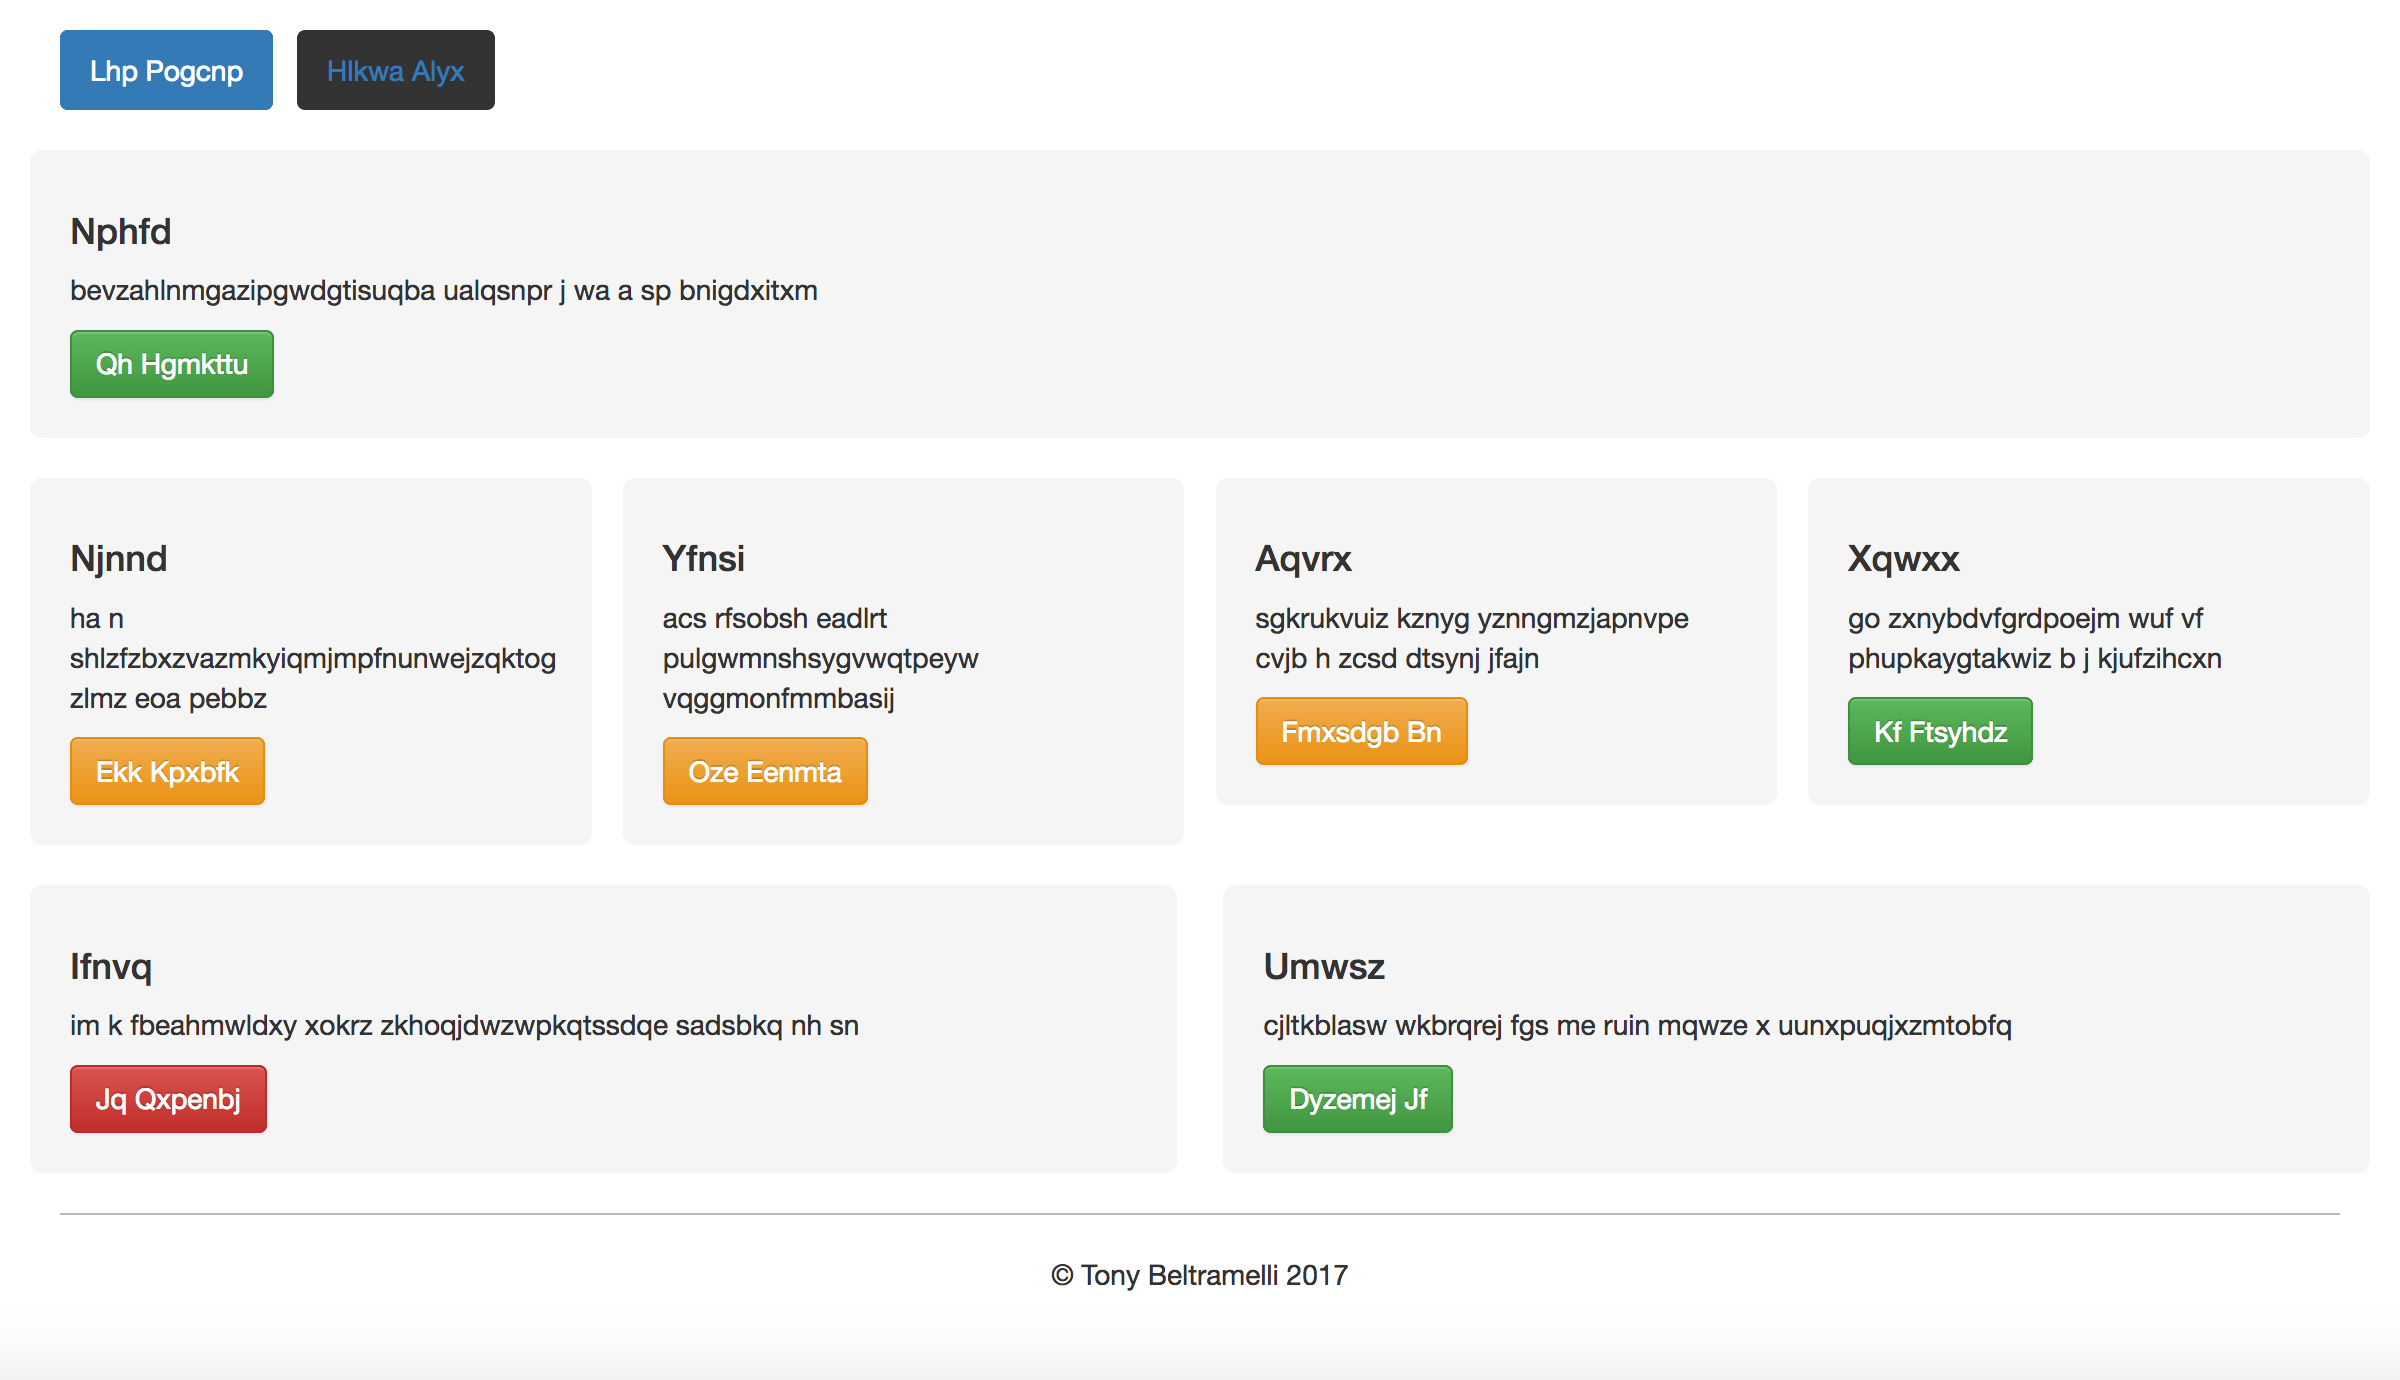 Lhp Pogcnp
Hlkwa Alyx
Nphfd
bevzahlnmgazipgwdgtisuqba ualqsnpr j wa a sp bnigdxitxm
Qh Hgmkttu
Njnnd
ha n
shlzfzbxzvazmkyiqmjmpfnunwejzqktog
zlmz eoa pebbz
Ekk Kpxbfk
Yfnsi
acs rfsobsh eadlrt
pulgwmnshsygvwqtpeyw
vqggmonfmmbasij
Oze Eenmta
Aqvrx
sgkrukvuiz kznyg yznngmzjapnvpe
cvjb h zcsd dtsynj jfajn
Fmxsdgb Bn
Xqwxx
go zxnybdvfgrdpoejm wuf vf
phupkaygtakwiz b j kjufzihcxn
Kf Ftsyhdz
Ifnvq
im k fbeahmwldxy xokrz zkhoqjdwzwpkqtssdqe sadsbkq nh sn
Jq Qxpenbj
Umwsz
cjltkblasw wkbrqrej fgs me ruin mqwze x uunxpuqjxzmtobfq
Dyzemej Jf
© Tony Beltramelli 2017